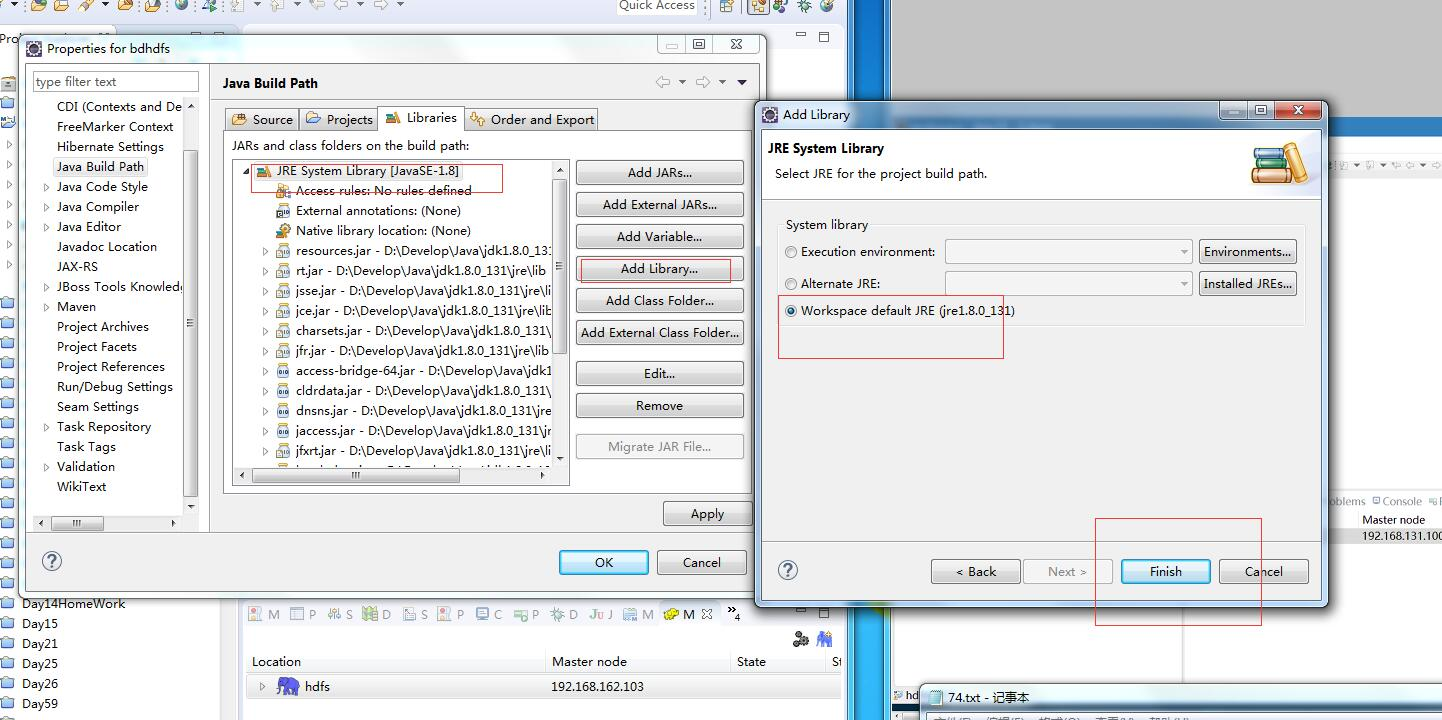 Quick Access
Properties for bdhdfs
type filter text
CDI (Contexts and De
FreeMarker Context
Hibernate Settings
Java Build Path
Java Code Style
Java Compiler
Java Editor
Javadoc Location
JAX-RS
JBoss Tools Knowled
Maven
Project Archives
Project Facets
Project References
Run/Debug Settings
Seam Settings
Task Repository
Task Tags
Validation
WikiText
Java Build Path
Source Projects Libraries Order and Export
JARs and class folders on the build path:
JRE System Library [JavaSE-1.8]
Access rules: No rules defined
External annotations: (None)
Native library location: (None)
resources.jar - D:\Develop\Java\jdk1.8.0_131
rt.jar - D:\Develop\Java\jdk1.8.0_131\jre\lib
jsse.jar - D:\Develop\Java\jdk1.8.0_131\jre\l
jce.jar - D:\Develop\Java\jdk1.8.0_131\jre\lib
charsets.jar - D:\Develop\Java\jdk1.8.0_131\
jfr.jar - D:\Develop\Java\jdk1.8.0_131\jre\lib
access-bridge-64.jar - D:\Develop\Java\jdk1.
cldrdata.jar - D:\Develop\Java\jdk1.8.0_131\
dnsns.jar - D:\Develop\Java\jdk1.8.0_131\jre
jaccess.jar - D:\Develop\Java\jdk1.8.0_131\jr
jfxrt.jar - D:\Develop\Java\jdk1.8.0_131\jre\l
Add JARs...
Add External JARs...
Add Variable...
Add Library...
Add Class Folder...
Add External Class Folder...
Edit...
Remove
Migrate JAR File...
Apply
OK Cancel
Add Library
JRE System Library
Select JRE for the project build path.
System library
Execution environment: Environments...
Alternate JRE: Installed JREs...
Workspace default JRE (jre1.8.0_131)
< Back Next > Finish Cancel
oblems Console
Master node
192.168.131.100
Day14HomeWork
Day15
Day21
Day25
Day26
Day59
M P S D S P C P D Ju J M M 4
Location Master node State St
hdfs 192.168.162.103
hd
74.txt - 记事本